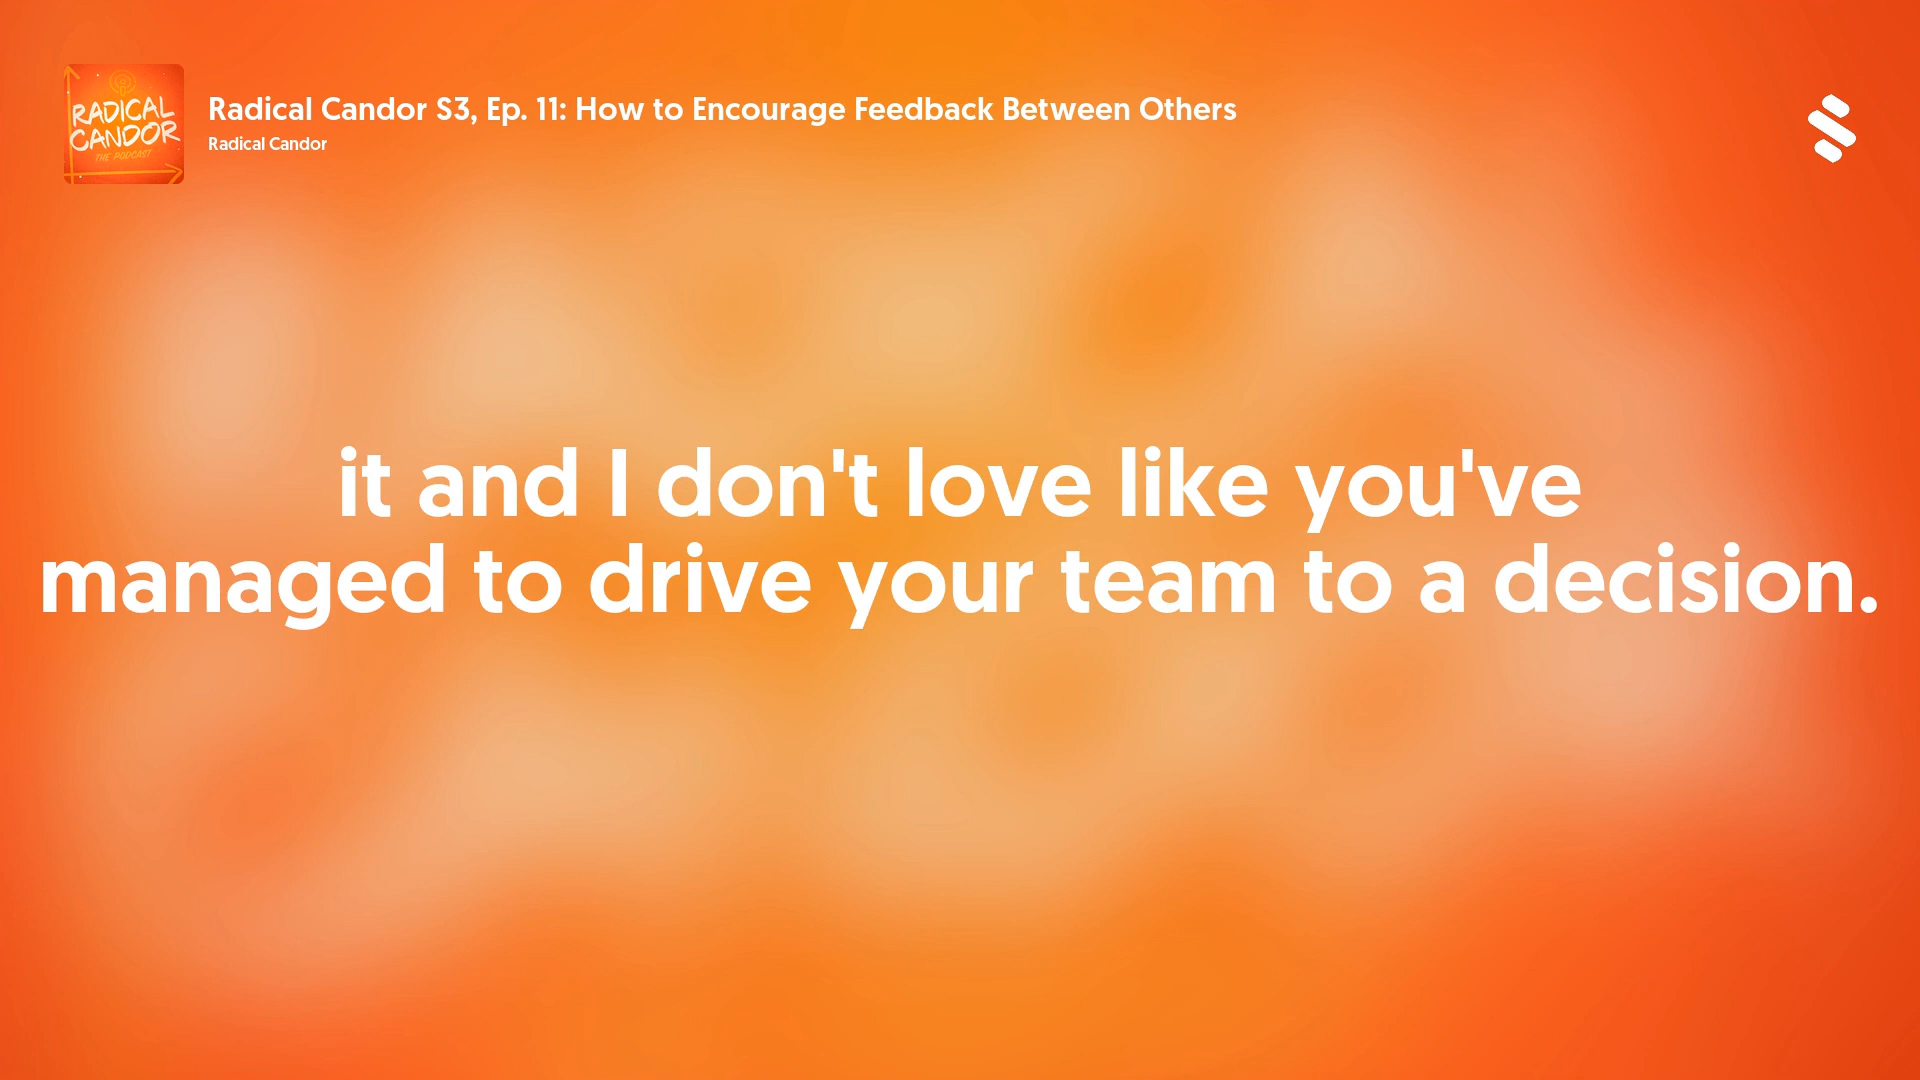 RADICAL
CANDOR
THE PODCAST
Radical Candor S3, Ep. 11: How to Encourage Feedback Between Others
Radical Candor
it and I don't love like you've
managed to drive your team to a decision.